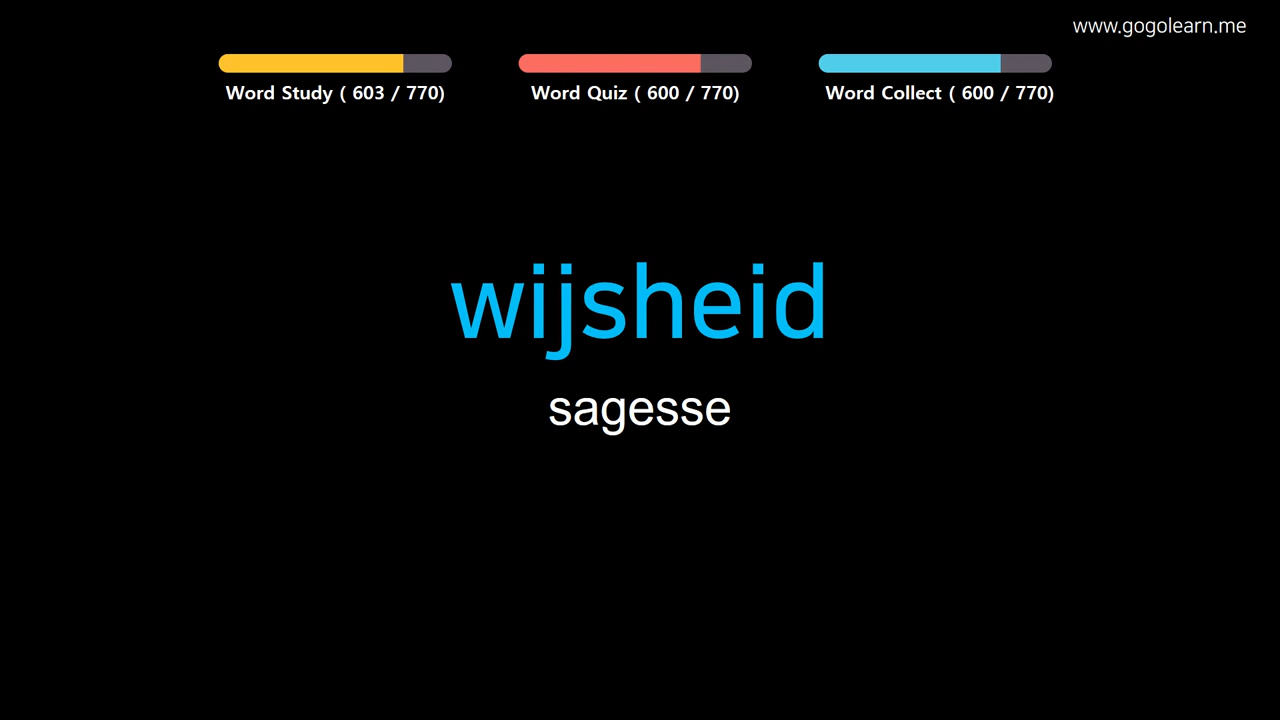 www.gogolearn.me
Word Study ( 603 / 770)
Word Quiz ( 600 / 770)
Word Collect ( 600 / 770)
wijsheid
sagesse